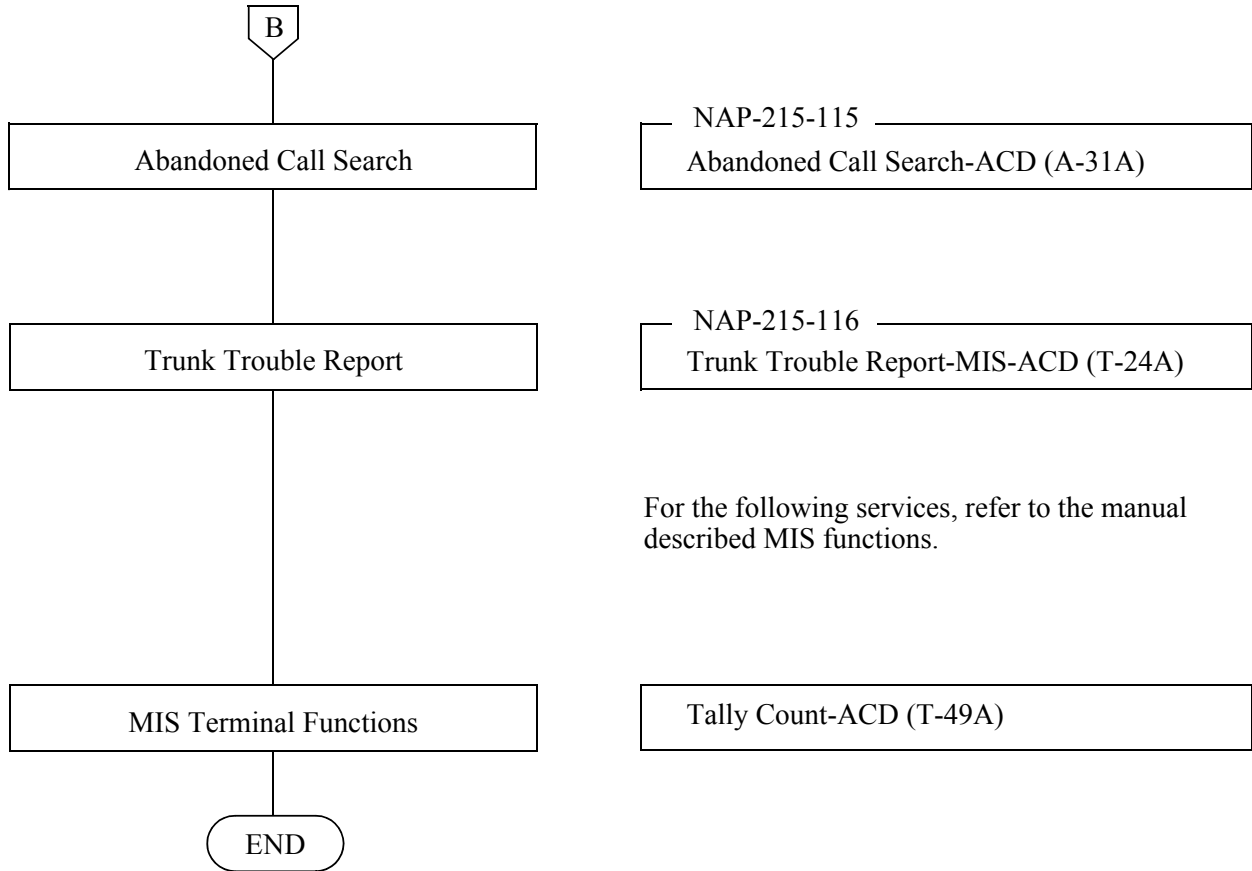 B
Abandoned Call Search
NAP-215-115
Abandoned Call Search-ACD (A-31A)
Trunk Trouble Report
NAP-215-116
Trunk Trouble Report-MIS-ACD (T-24A)
For the following services, refer to the manual
described MIS functions.
MIS Terminal Functions
Tally Count-ACD (T-49A)
END